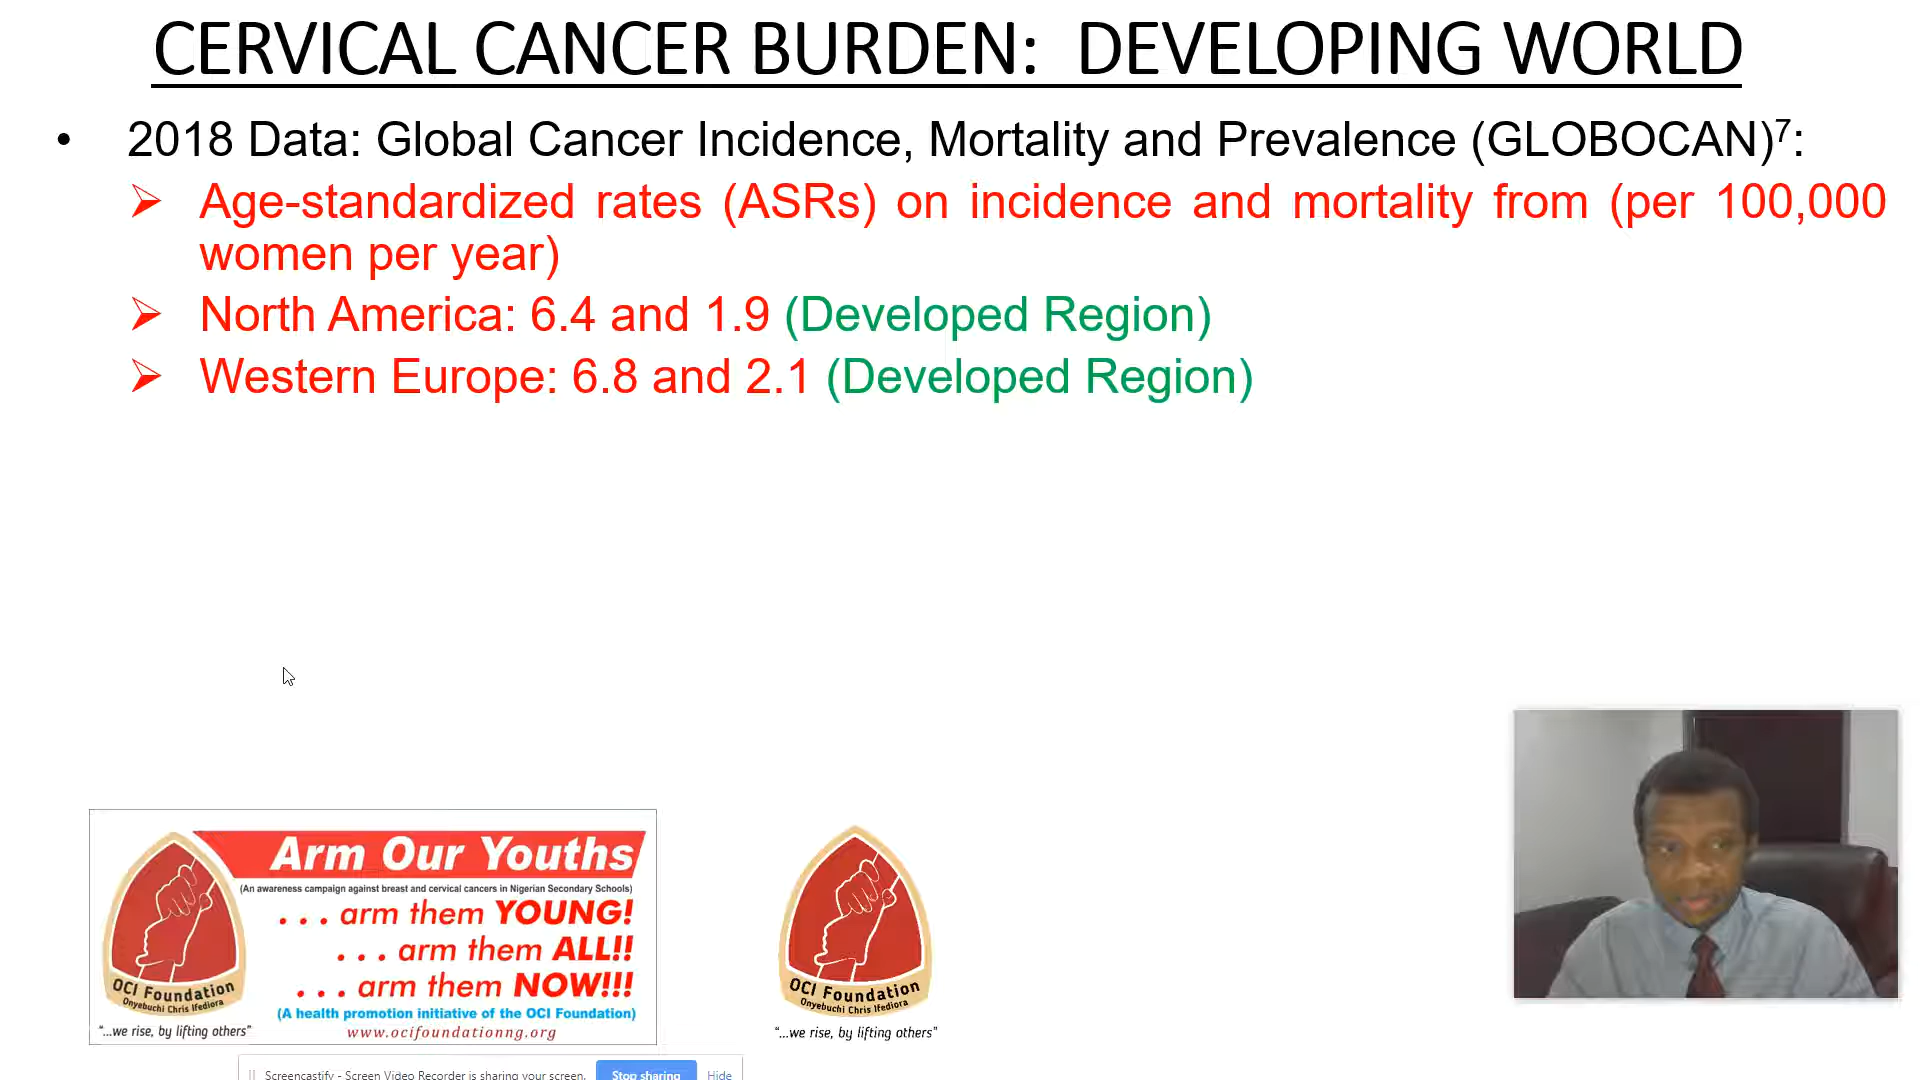 CERVICAL CANCER BURDEN: DEVELOPING WORLD
• 2018 Data: Global Cancer Incidence, Mortality and Prevalence (GLOBOCAN)⁷:
➢ Age-standardized rates (ASRs) on incidence and mortality from (per 100,000
women per year)
➢ North America: 6.4 and 1.9 (Developed Region)
➢ Western Europe: 6.8 and 2.1 (Developed Region)
Arm Our Youths
(An awareness campaign against breast and cervical cancers in Nigerian Secondary Schools)
. . . arm them YOUNG!
. . . arm them ALL!!
. . . arm them NOW!!!
(A health promotion initiative of the OCI Foundation)
www.ocifoundationng.org
OCI Foundation
Onyebuchi Chris Ifediora
"...we rise, by lifting others"
OCI Foundation
Onyebuchi Chris Ifediora
"...we rise, by lifting others"
Screencastify - Screen Video Recorder is sharing your screen.
Stop sharing
Hide